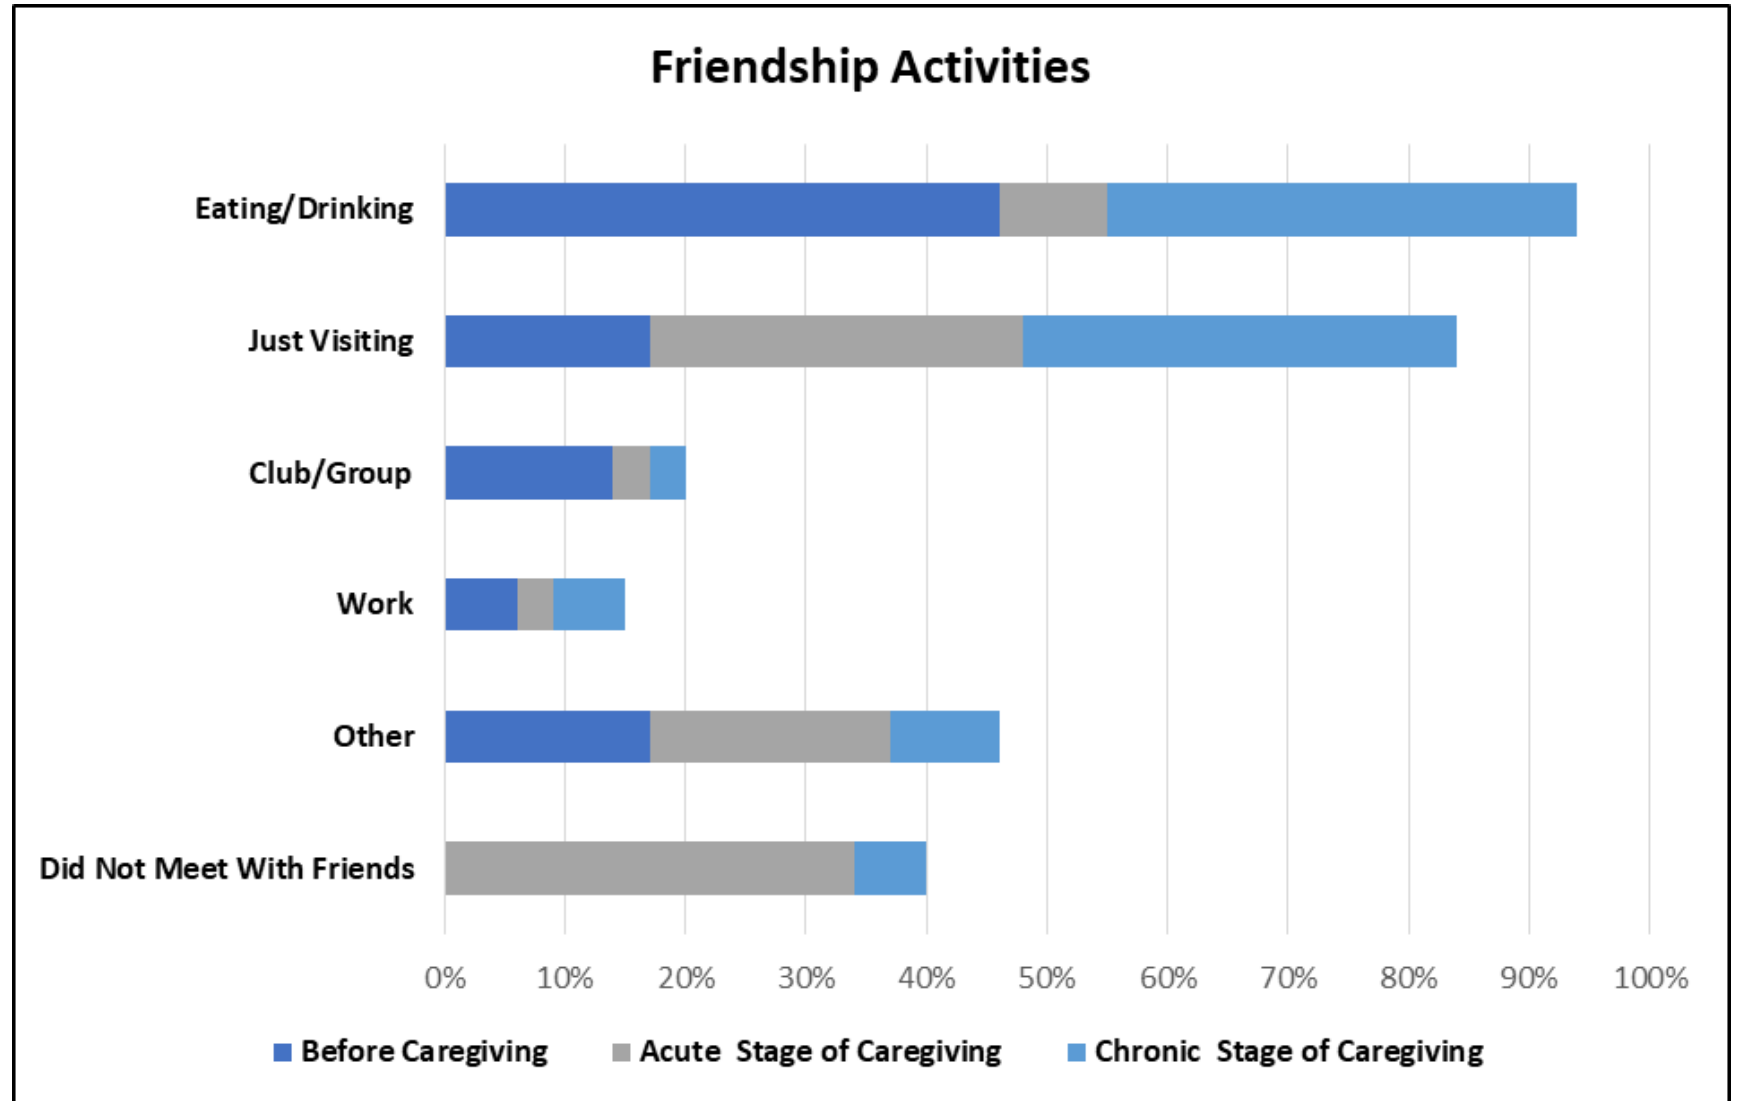 Friendship Activities
Eating/Drinking
Just Visiting
Club/Group
Work
Other
Did Not Meet With Friends
0% 10% 20% 30% 40% 50% 60% 70% 80% 90% 100%
Before Caregiving Acute  Stage of Caregiving Chronic  Stage of Caregiving